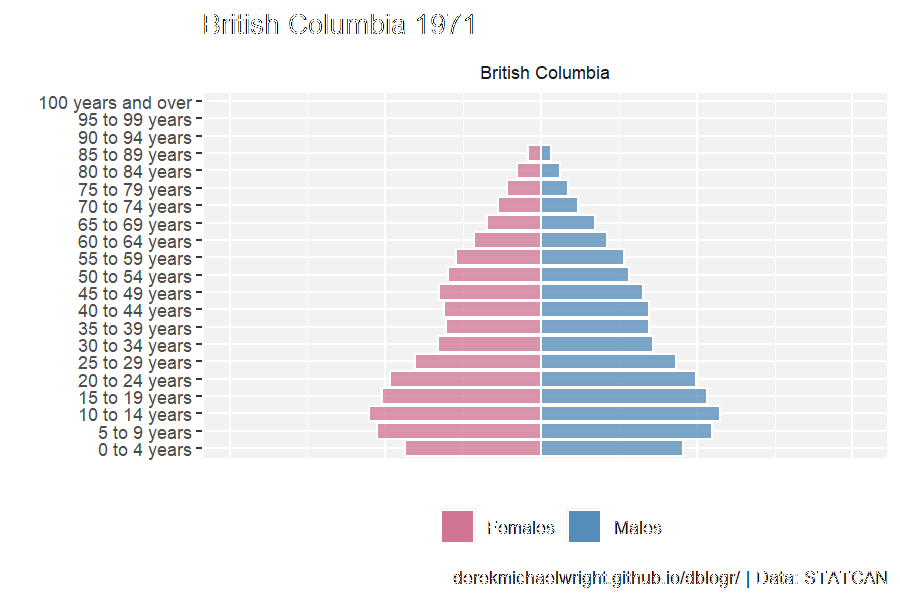 British Columbia 1971
British Columbia
100 years and over
95 to 99 years
90 to 94 years
85 to 89 years
80 to 84 years
75 to 79 years
70 to 74 years
65 to 69 years
60 to 64 years
55 to 59 years
50 to 54 years
45 to 49 years
40 to 44 years
35 to 39 years
30 to 34 years
25 to 29 years
20 to 24 years
15 to 19 years
10 to 14 years
5 to 9 years
0 to 4 years
Females Males
derekmichaelwright.github.io/dblogr/ | Data: STATCAN